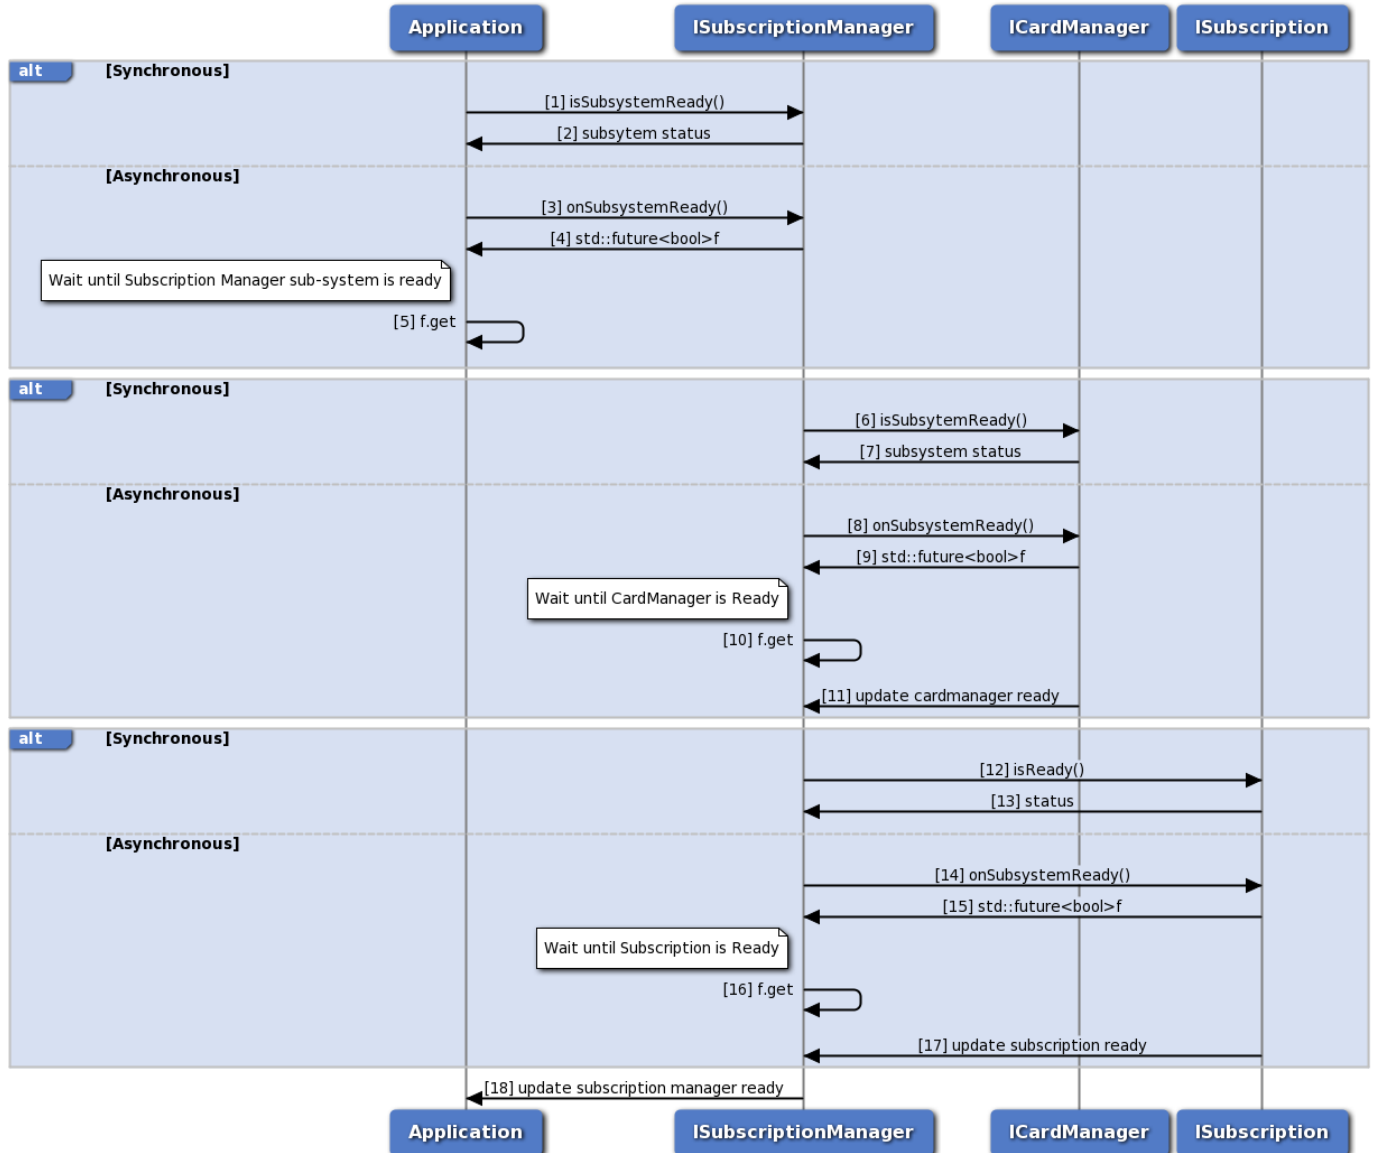 Application ISubscriptionManager ICardManager ISubscription
alt [Synchronous]
[1] isSubsystemReady()
[2] subsytem status
[Asynchronous]
[3] onSubsystemReady()
[4] std::future<bool>f
Wait until Subscription Manager sub-system is ready
[5] f.get
alt [Synchronous]
[6] isSubsytemReady()
[7] subsystem status
[Asynchronous]
[8] onSubsystemReady()
[9] std::future<bool>f
Wait until CardManager is Ready
[10] f.get
[11] update cardmanager ready
alt [Synchronous]
[12] isReady()
[13] status
[Asynchronous]
[14] onSubsystemReady()
[15] std::future<bool>f
Wait until Subscription is Ready
[16] f.get
[17] update subscription ready
[18] update subscription manager ready
Application ISubscriptionManager ICardManager ISubscription